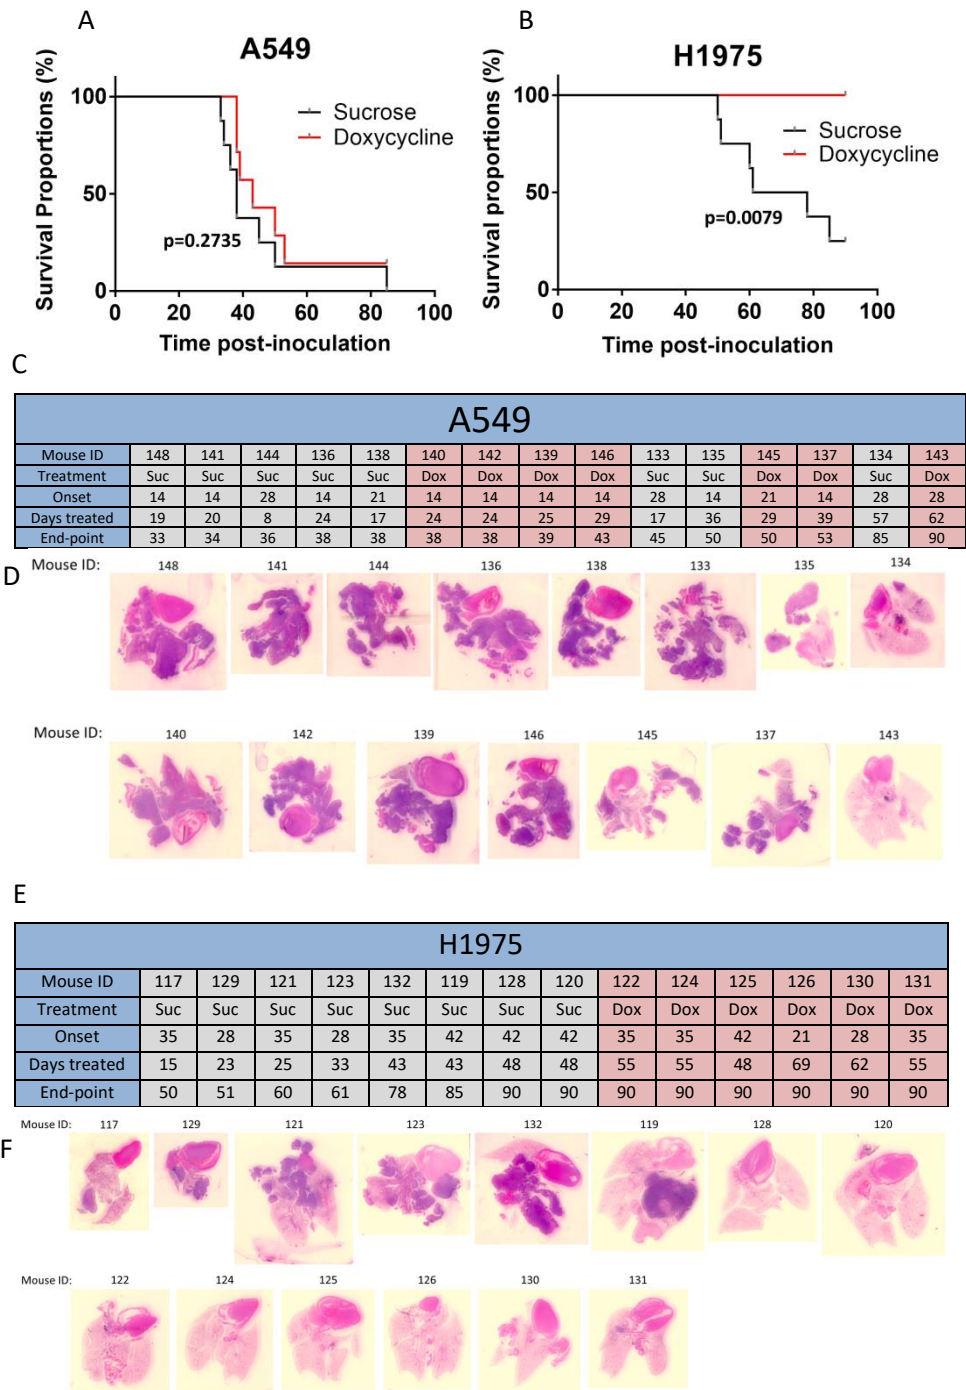 A
A549
Survival Proportions (%)
100
50
0
0 20 40 60 80 100
Time post-inoculation
Sucrose
Doxycycline
p=0.2735
B
H1975
Survival proportions (%)
100
50
0
0 20 40 60 80 100
Time post-inoculation
Sucrose
Doxycycline
p=0.0079
C
A549
Mouse ID 148 141 144 136 138 140 142 139 146 133 135 145 137 134 143
Treatment Suc Suc Suc Suc Suc Dox Dox Dox Dox Suc Suc Dox Dox Suc Dox
Onset 14 14 28 14 21 14 14 14 14 28 14 21 14 28 28
Days treated 19 20 8 24 17 24 24 25 29 17 36 29 39 57 62
End-point 33 34 36 38 38 38 38 39 43 45 50 50 53 85 90
D
Mouse ID: 148 141 144 136 138 133 135 134
Mouse ID: 140 142 139 146 145 137 143
E
H1975
Mouse ID 117 129 121 123 132 119 128 120 122 124 125 126 130 131
Treatment Suc Suc Suc Suc Suc Suc Suc Suc Dox Dox Dox Dox Dox Dox
Onset 35 28 35 28 35 42 42 42 35 35 42 21 28 35
Days treated 15 23 25 33 43 43 48 48 55 55 48 69 62 55
End-point 50 51 60 61 78 85 90 90 90 90 90 90 90 90
F
Mouse ID: 117 129 121 123 132 119 128 120
Mouse ID: 122 124 125 126 130 131